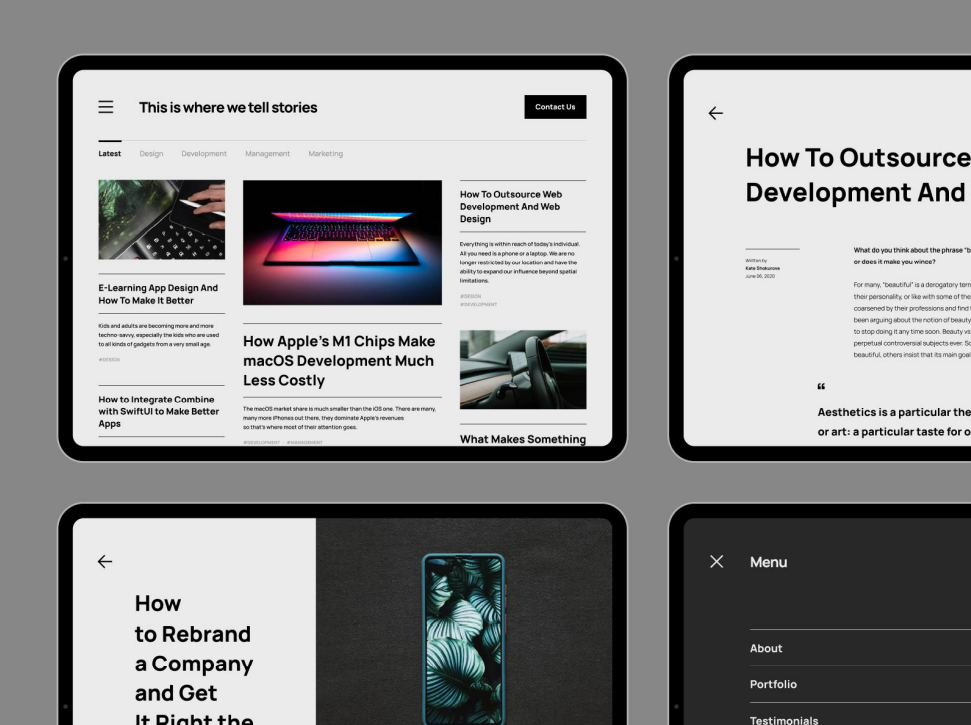 This is where we tell stories
Contact Us
Latest
Design
Development
Management
Marketing
E-Learning App Design And
How To Make It Better
Kids and adults are becoming more and more
techno-savvy, especially the kids who are used
to all kinds of gadgets from a very small age.
#DESIGN
How to Integrate Combine
with SwiftUI to Make Better
Apps
How Apple's M1 Chips Make
macOS Development Much
Less Costly
The macOS market share is much smaller than the iOS one. There are many,
many more iPhones out there, they dominate Apple's revenues
so that's where most of their attention goes.
#DEVELOPMENT · #MANAGEMENT
How To Outsource Web
Development And Web
Design
Everything is within reach of today's individual.
All you need is a phone or a laptop. We are no
longer restricted by our location and have the
ability to expand our influence beyond spatial
limitations.
#DESIGN
#DEVELOPMENT
What Makes Something
How To Outsource
Development And
Written by
Kate Shokurova
June 06, 2020
What do you think about the phrase "b
or does it make you wince?
For many, "beautiful" is a derogatory term
their personality, or like with some of the
coarsened by their professions and find t
been arguing about the notion of beauty
to stop doing it any time soon. Beauty vs
perpetual controversial subjects ever. So
beautiful, others insist that its main goal
“
Aesthetics is a particular the
or art: a particular taste for o
How
to Rebrand
a Company
and Get
It Right the
Menu
About
Portfolio
Testimonials